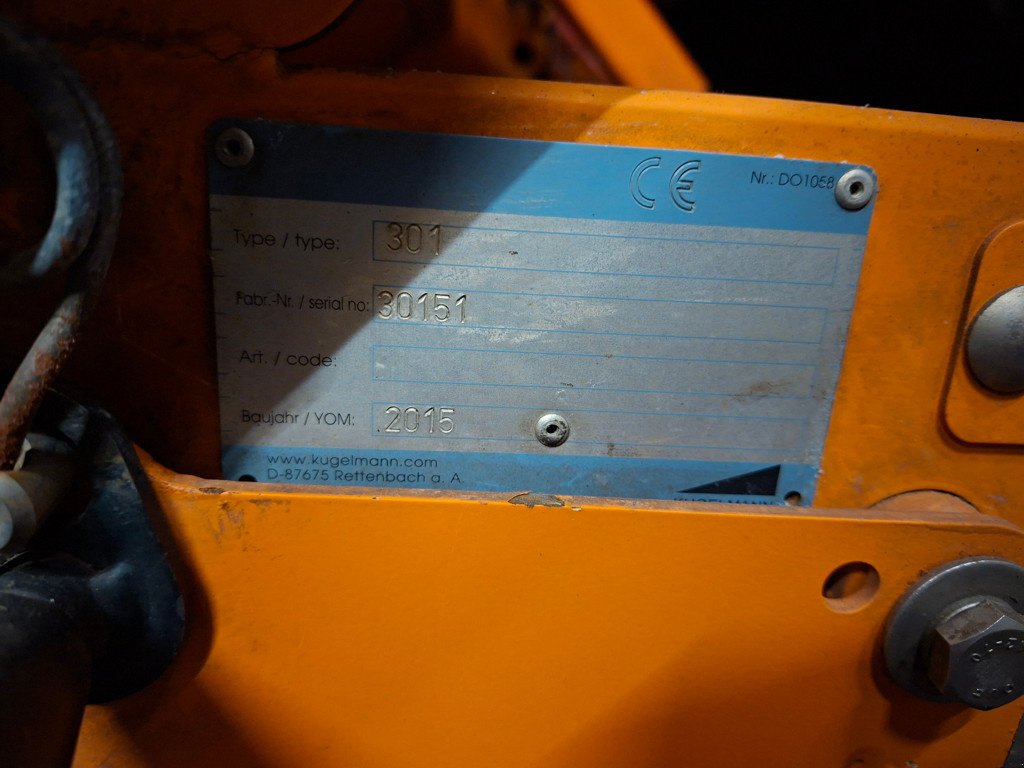 CE
Nr.: DO1058
Type / type: 301
Fabr.-Nr. / serial no: 30151
Art. / code:
Baujahr / YOM: 2015
www.kugelmann.com
D-87675 Rettenbach a. A.
KUGELMANN